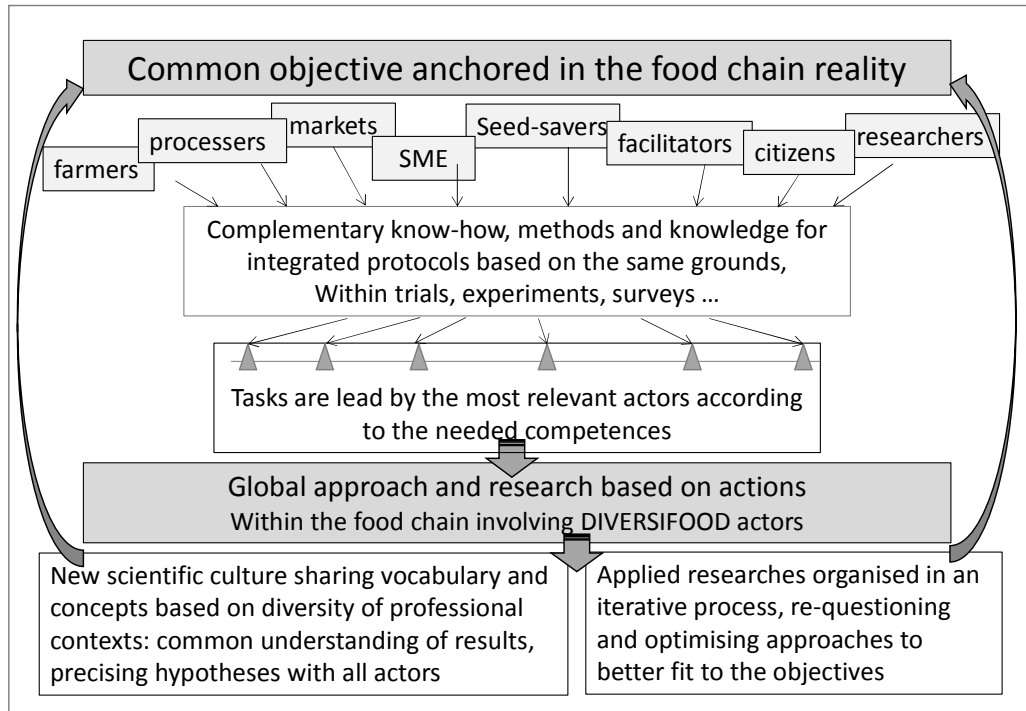 Common objective anchored in the food chain reality
farmers
processers
markets
SME
Seed-savers
facilitators
citizens
researchers
Complementary know-how, methods and knowledge for
integrated protocols based on the same grounds,
Within trials, experiments, surveys ...
Tasks are lead by the most relevant actors according
to the needed competences
Global approach and research based on actions
Within the food chain involving DIVERSIFOOD actors
New scientific culture sharing vocabulary and
concepts based on diversity of professional
contexts: common understanding of results,
precising hypotheses with all actors
Applied researches organised in an
iterative process, re-questioning
and optimising approaches to
better fit to the objectives